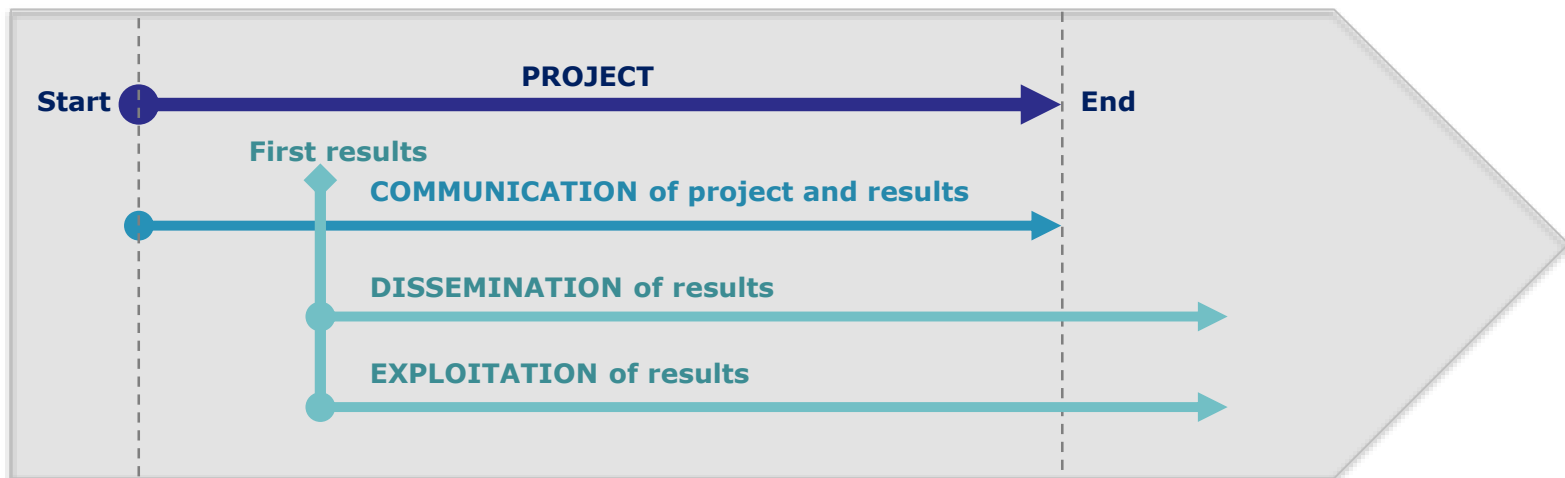 PROJECT
Start
End
First results
COMMUNICATION of project and results
DISSEMINATION of results
EXPLOITATION of results